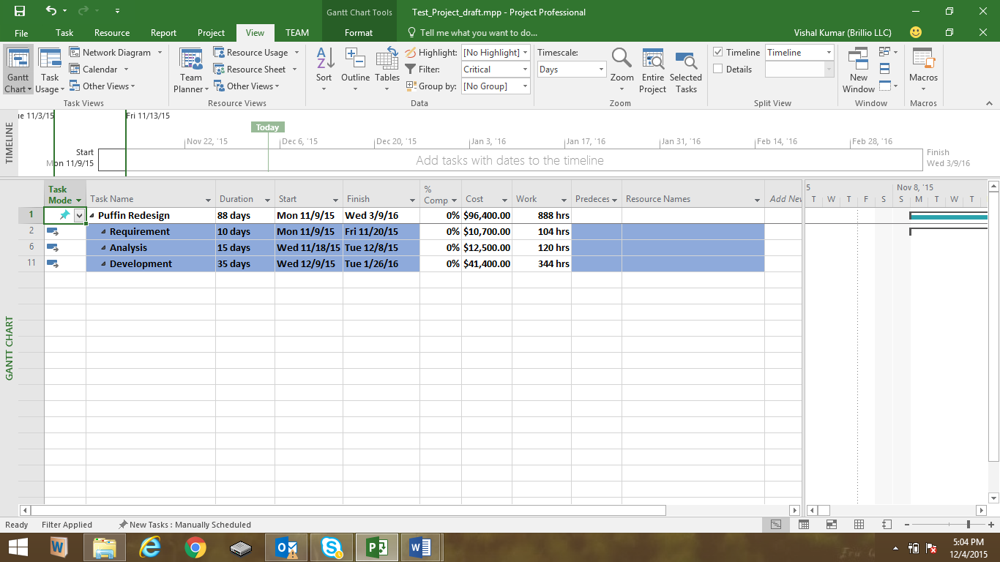 Gantt Chart Tools
Test_Project_draft.mpp - Project Professional
File Task Resource Report Project View TEAM Format Tell me what you want to do... Vishal Kumar (Brillio LLC)
Gantt Chart
Task Usage
Network Diagram
Calendar
Other Views
Task Views
Team Planner
Resource Usage
Resource Sheet
Other Views
Resource Views
Sort
Outline
Tables
Highlight: [No Highlight]
Filter: Critical
Group by: [No Group]
Data
Timescale:
Days
Zoom
Entire Project
Selected Tasks
Zoom
Timeline Timeline
Details
Split View
New Window
Window
Macros
Macros
TIMELINE
ue 11/3/15 Fri 11/13/15
Today
Nov 22, '15 Dec 6, '15 Dec 20, '15 Jan 3, '16 Jan 17, '16 Jan 31, '16 Feb 14, '16 Feb 28, '16
Start
Mon 11/9/15
Add tasks with dates to the timeline
Finish
Wed 3/9/16
GANTT CHART
Task Mode Task Name Duration Start Finish % Comp Cost Work Predeces Resource Names Add New
5 Nov 8, '15
T W T F S S M T W T
1 Puffin Redesign 88 days Mon 11/9/15 Wed 3/9/16 0% $96,400.00 888 hrs
2 Requirement 10 days Mon 11/9/15 Fri 11/20/15 0% $10,700.00 104 hrs
6 Analysis 15 days Wed 11/18/15 Tue 12/8/15 0% $12,500.00 120 hrs
11 Development 35 days Wed 12/9/15 Tue 1/26/16 0% $41,400.00 344 hrs
Ready Filter Applied New Tasks : Manually Scheduled
5:04 PM
12/4/2015